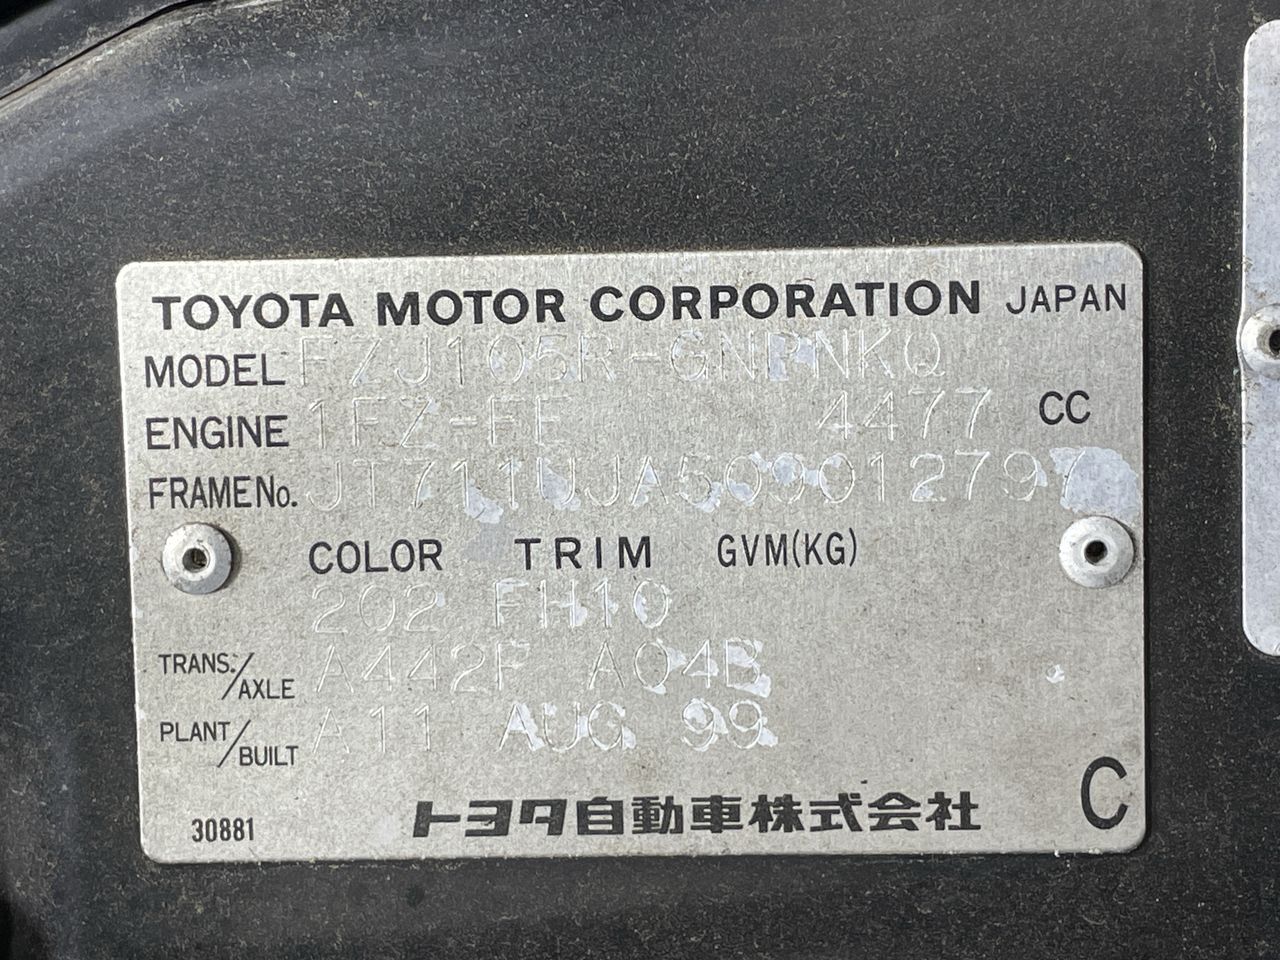 TOYOTA MOTOR CORPORATION JAPAN
MODEL FZJ105R-GNPNKQ
ENGINE 1FZ-FE 4477 CC
FRAME No. JT711UJA509012797
COLOR TRIM GVM(KG)
202 FH10
TRANS./AXLE A442F A04B
PLANT/BUILT A11 AUG 99
30881 トヨタ自動車株式会社 C